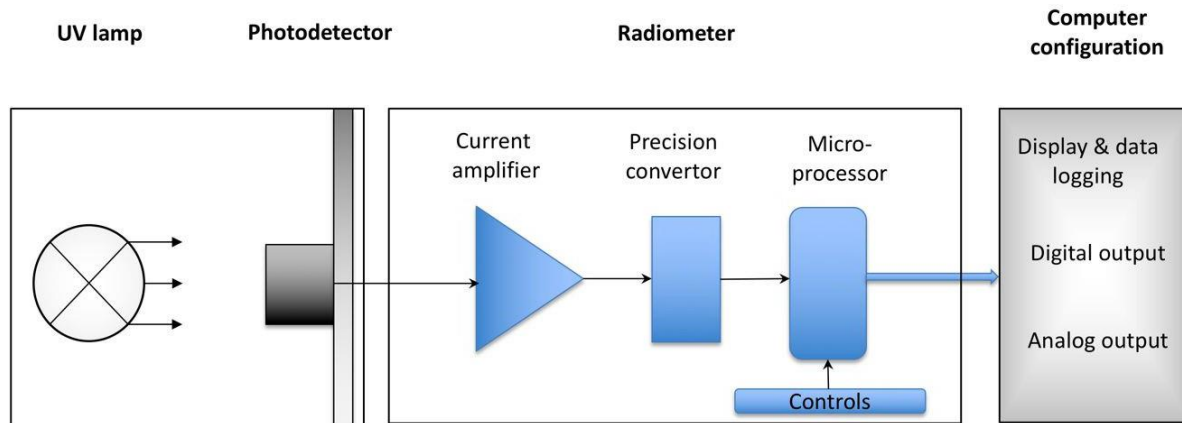 UV lamp
Photodetector
Radiometer
Computer
configuration
Current
amplifier
Precision
convertor
Micro-
processor
Controls
Display & data
logging
Digital output
Analog output